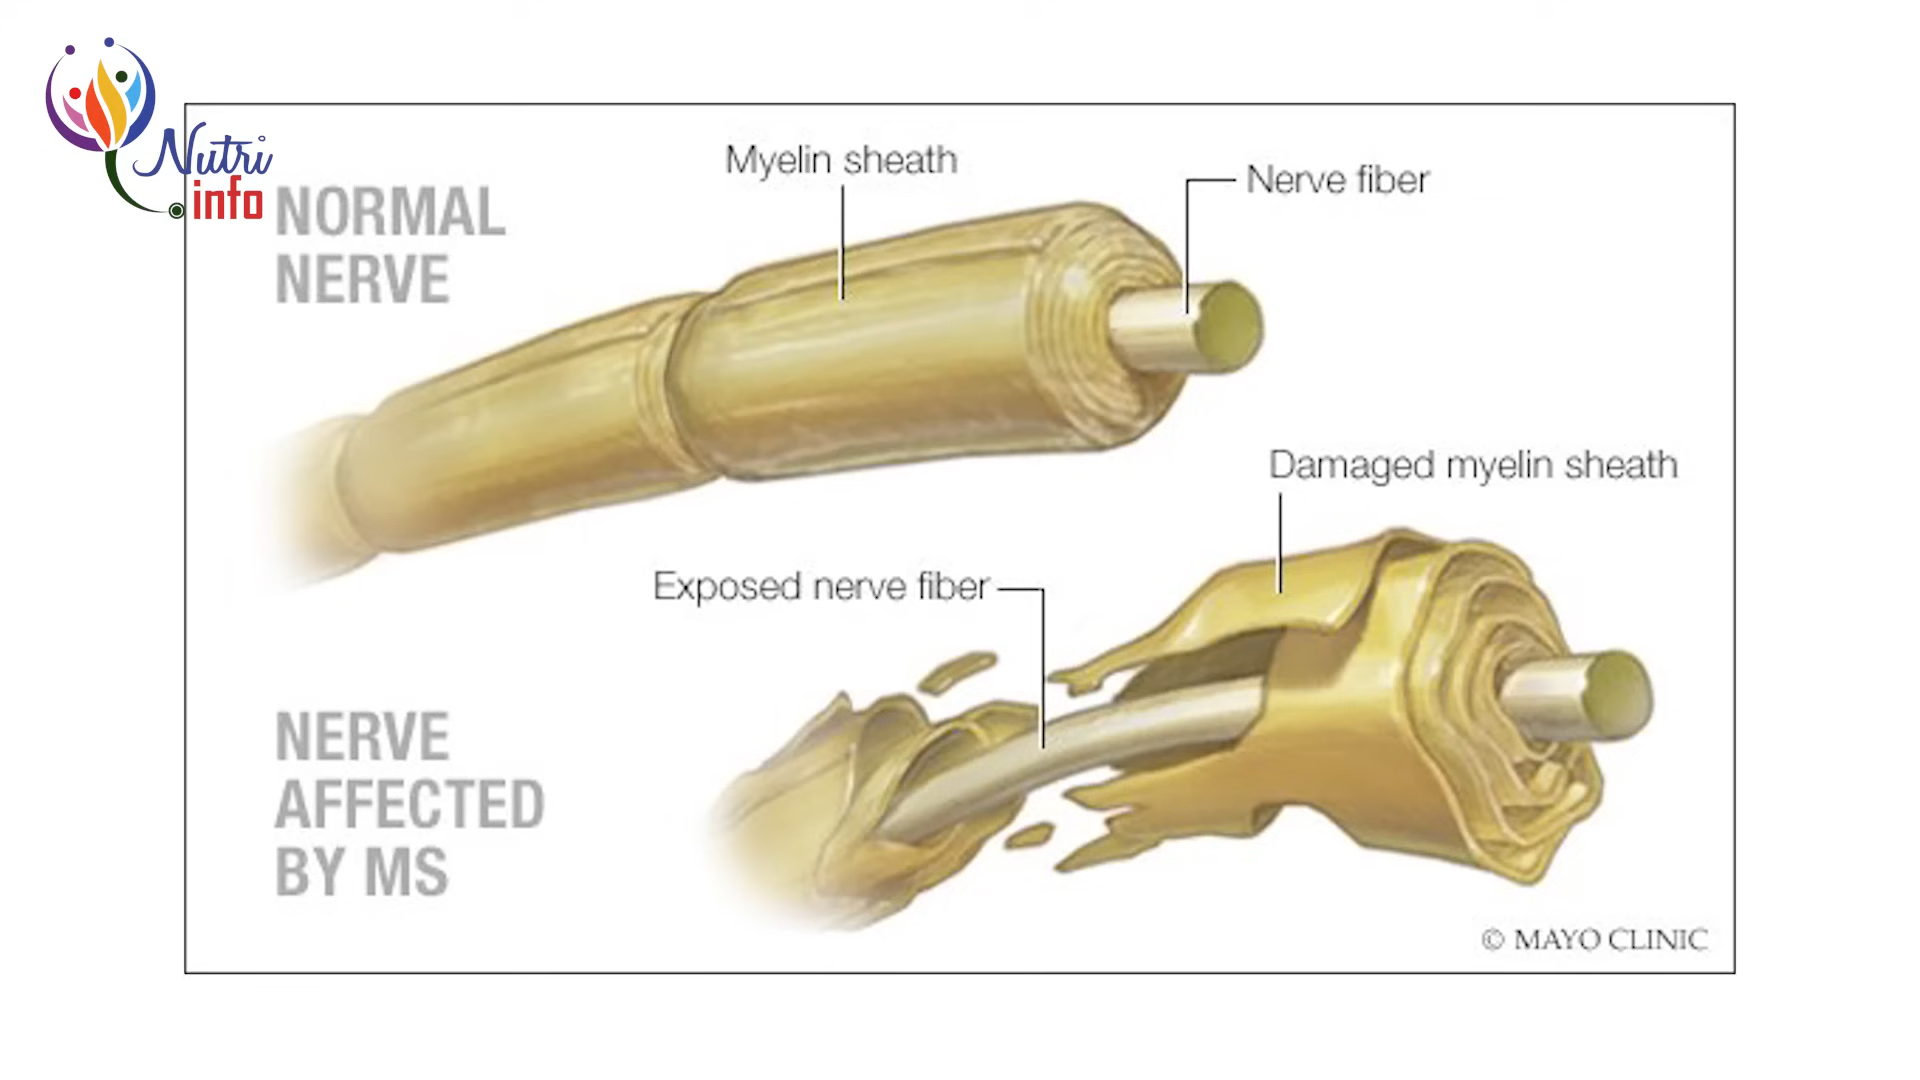 Nutri
info
NORMAL
NERVE
Myelin sheath
Nerve fiber
Damaged myelin sheath
Exposed nerve fiber
NERVE
AFFECTED
BY MS
© MAYO CLINIC